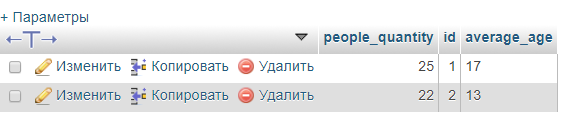 + Параметры
←T→ people_quantity id average_age
Изменить Копировать Удалить 25 1 17
Изменить Копировать Удалить 22 2 13